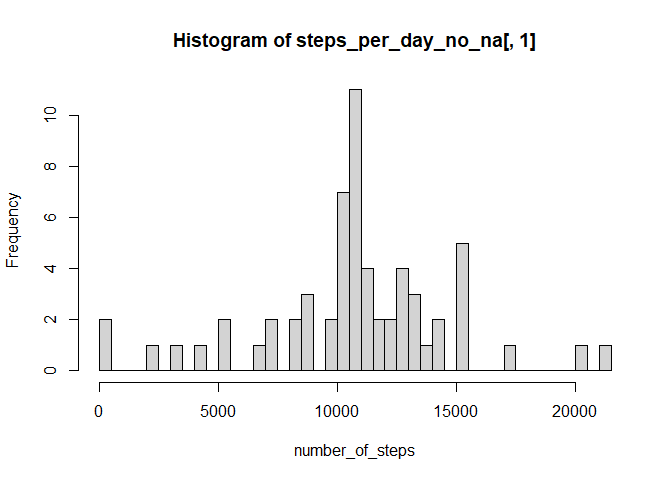 Histogram of steps_per_day_no_na[, 1]
Frequency
10
8
6
4
2
0
0 5000 10000 15000 20000
number_of_steps